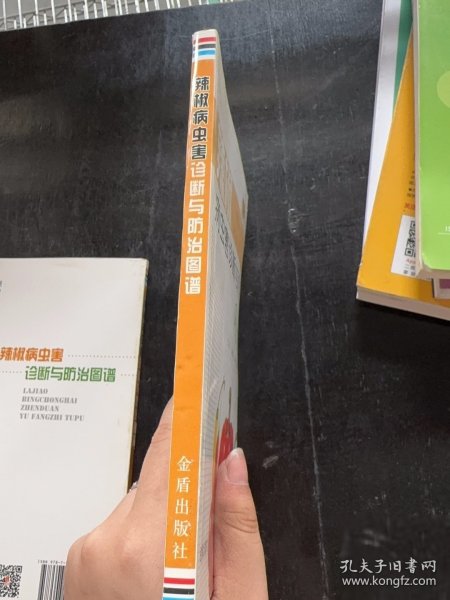 辣椒病虫害诊断与防治图谱
金盾出版社
辣椒病虫害
诊断与防治图谱
LAJIAO
BINGCHONGHAI
ZHENDUAN
YU FANGZHI TUPU
孔夫子旧书网
www.kongfz.com